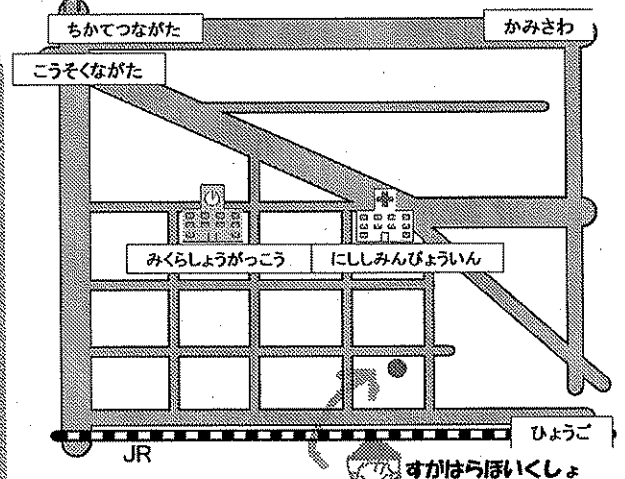 ちかてつながた
かみさわ
こうそくながた
みくらしょうがっこう
にししみんびょういん
ひょうご
JR
すがはらほいくしょ